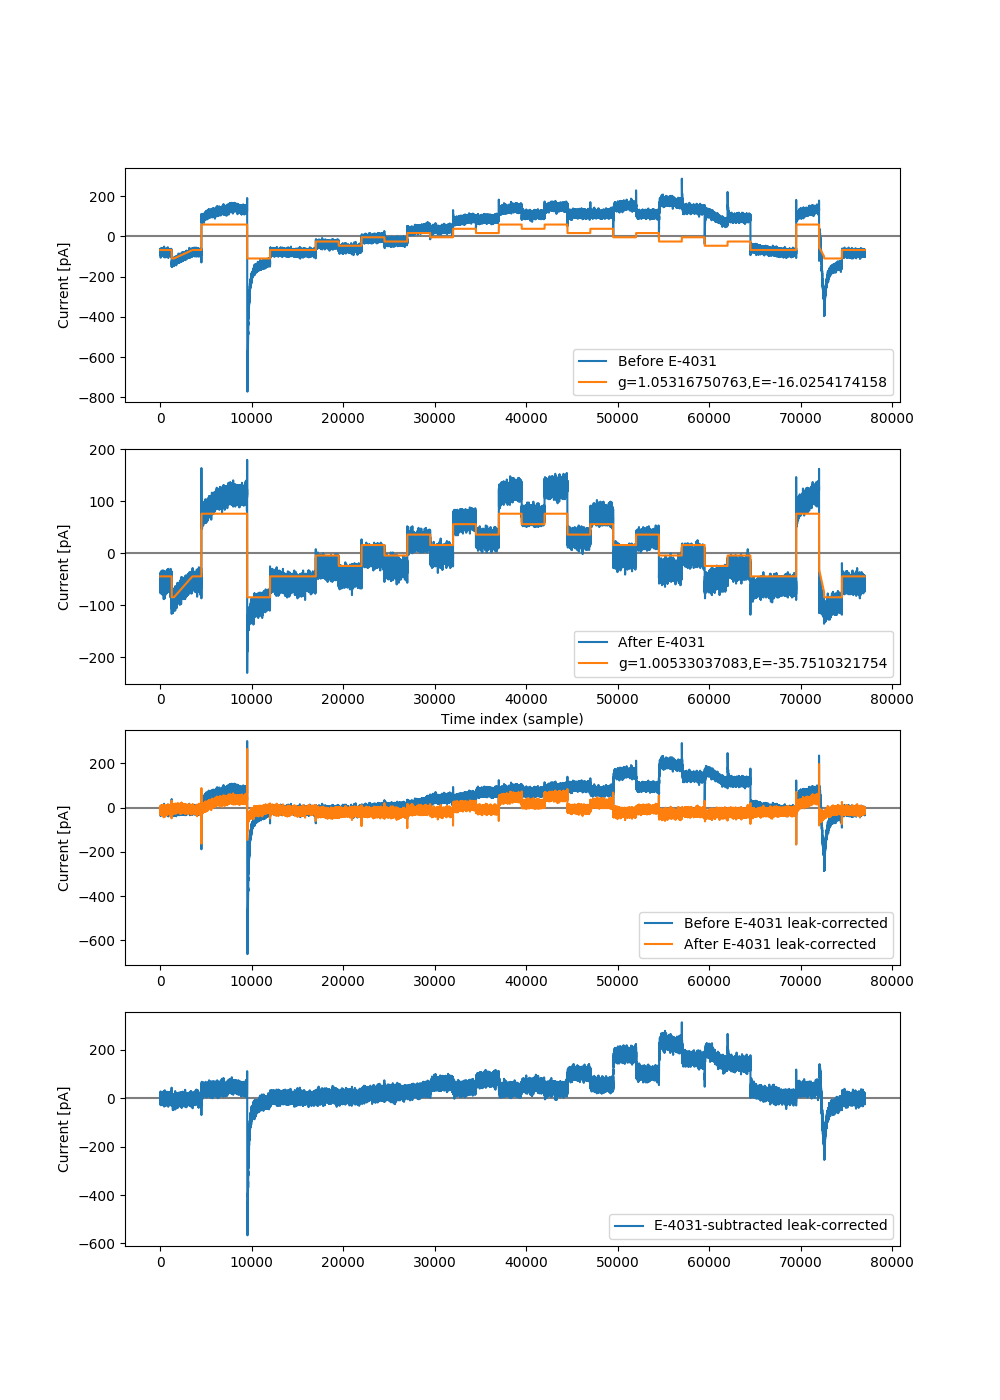 200
0
−200
−400
−600
−800
Current [pA]
Before E-4031
g=1.05316750763,E=-16.0254174158
0 10000 20000 30000 40000 50000 60000 70000 80000
200
100
0
−100
−200
Current [pA]
After E-4031
g=1.00533037083,E=-35.7510321754
0 10000 20000 30000 40000 50000 60000 70000 80000
Time index (sample)
200
0
−200
−400
−600
Current [pA]
Before E-4031 leak-corrected
After E-4031 leak-corrected
0 10000 20000 30000 40000 50000 60000 70000 80000
200
0
−200
−400
−600
Current [pA]
E-4031-subtracted leak-corrected
0 10000 20000 30000 40000 50000 60000 70000 80000